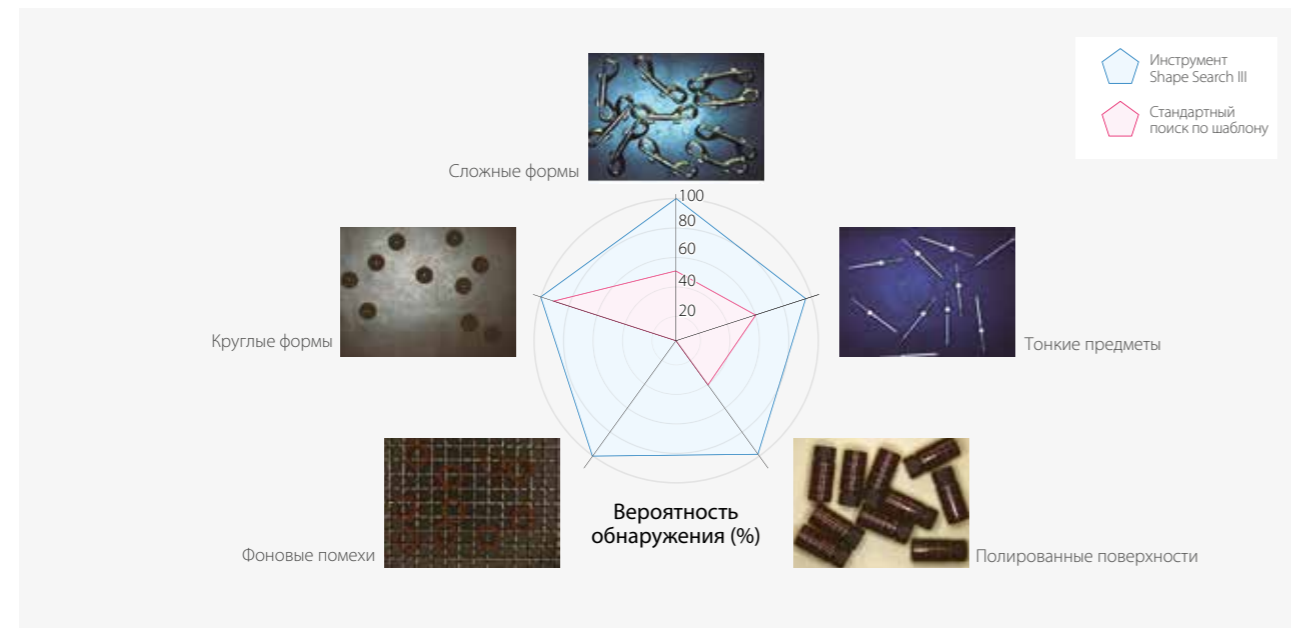 Инструмент
Shape Search III
Стандартный
поиск по шаблону
Сложные формы
100
80
60
40
20
Круглые формы
Тонкие предметы
Вероятность
обнаружения (%)
Фоновые помехи
Полированные поверхности